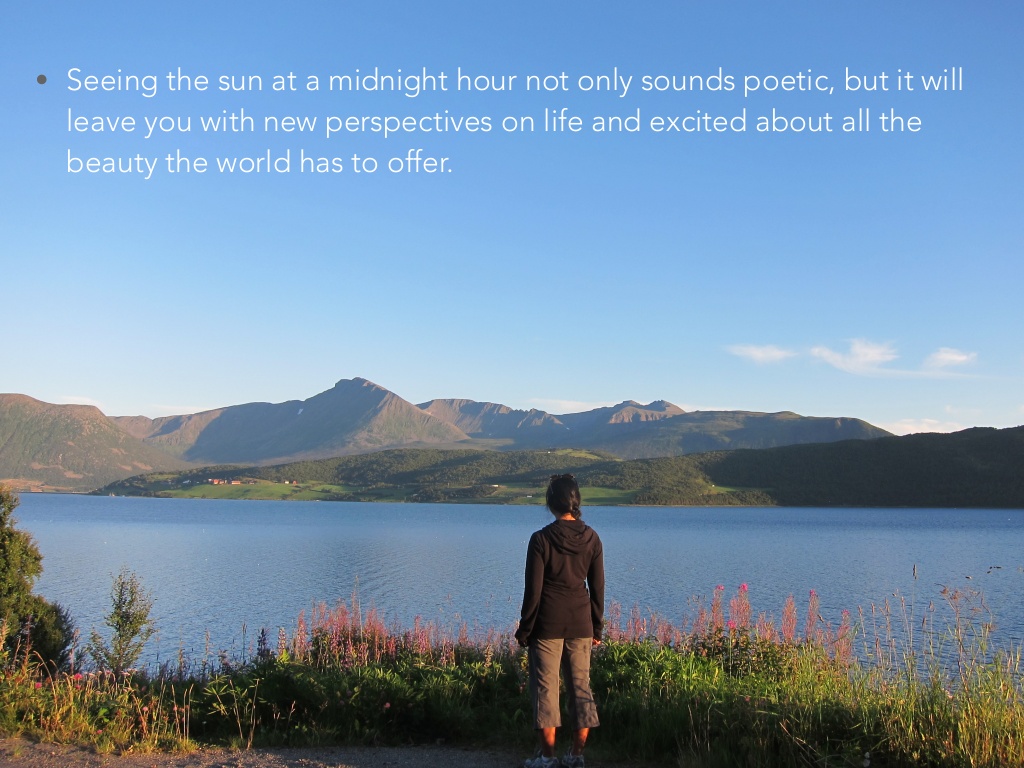 • Seeing the sun at a midnight hour not only sounds poetic, but it will
leave you with new perspectives on life and excited about all the
beauty the world has to offer.